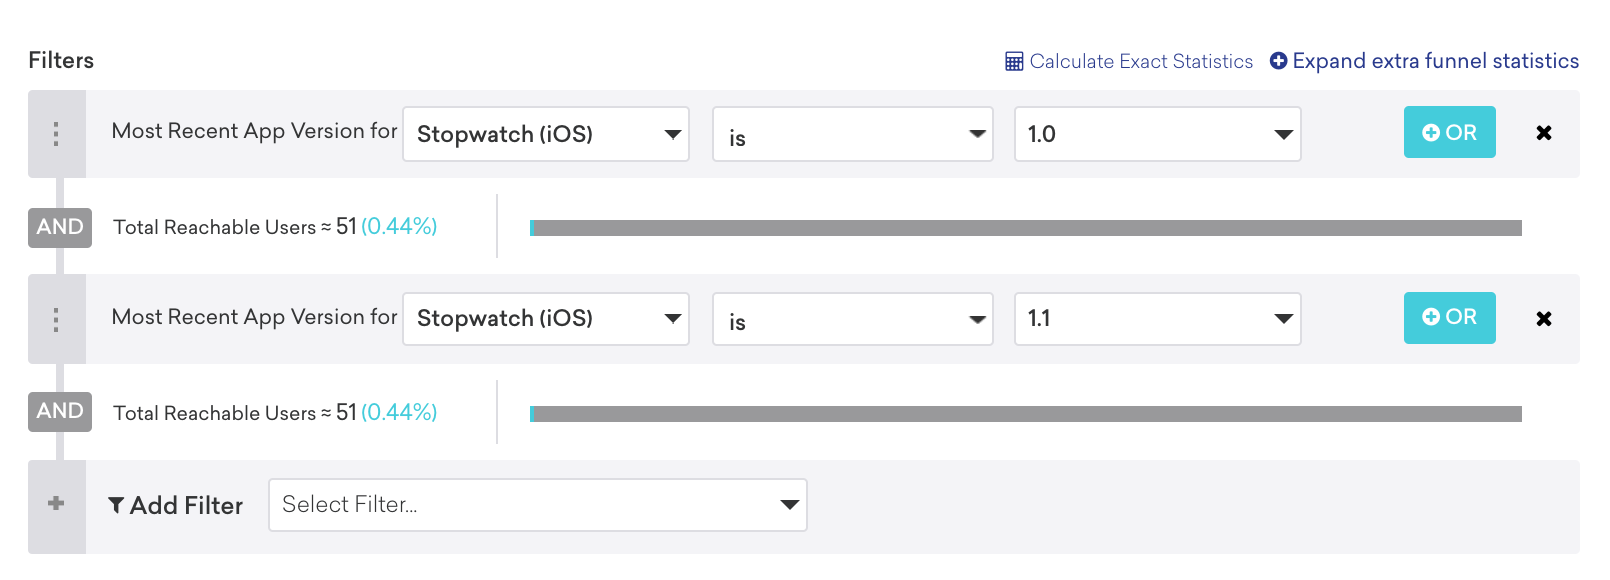 Filters
Calculate Exact Statistics Expand extra funnel statistics
Most Recent App Version for Stopwatch (iOS) is 1.0 OR
AND Total Reachable Users ≈ 51 (0.44%)
Most Recent App Version for Stopwatch (iOS) is 1.1 OR
AND Total Reachable Users ≈ 51 (0.44%)
Add Filter Select Filter...